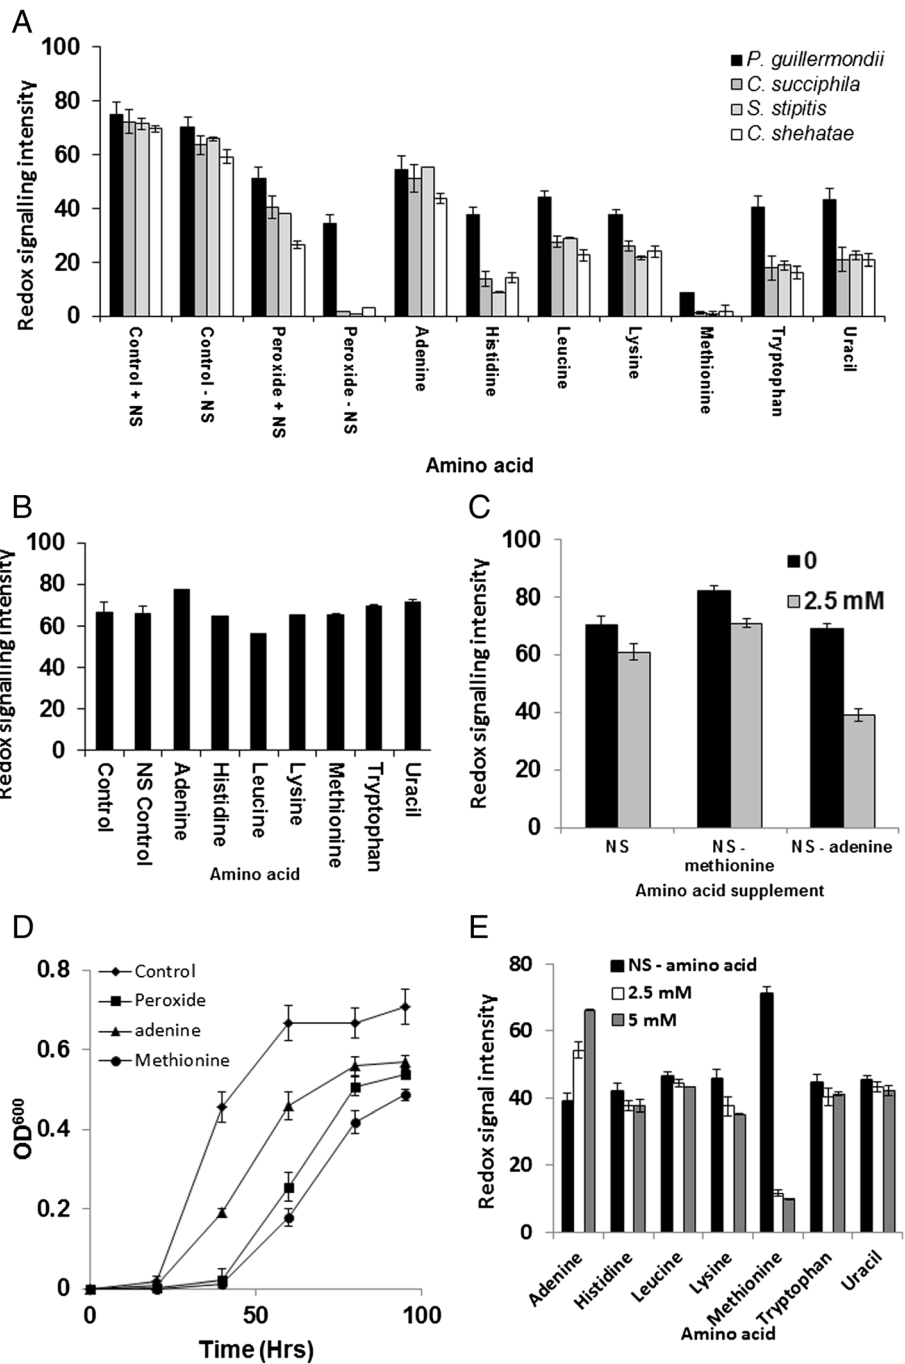 A
Redox signalling intensity
100
80
60
40
20
0
P. guillermondii
C. succiphila
S. stipitis
C. shehatae
Control + NS
Control - NS
Peroxide + NS
Peroxide - NS
Adenine
Histidine
Leucine
Lysine
Methionine
Tryptophan
Uracil
Amino acid
B
Redox signalling intensity
100
80
60
40
20
0
Control
NS Control
Adenine
Histidine
Leucine
Lysine
Methionine
Tryptophan
Uracil
Amino acid
C
Redox signalling intensity
100
80
60
40
20
0
0
2.5 mM
NS
NS -
methionine
NS - adenine
Amino acid supplement
D
OD600
0.8
0.6
0.4
0.2
0
Control
Peroxide
adenine
Methionine
0
50
100
Time (Hrs)
E
Redox signal intensity
80
60
40
20
0
NS - amino acid
2.5 mM
5 mM
Adenine
Histidine
Leucine
Lysine
Methionine
Tryptophan
Uracil
Amino acid